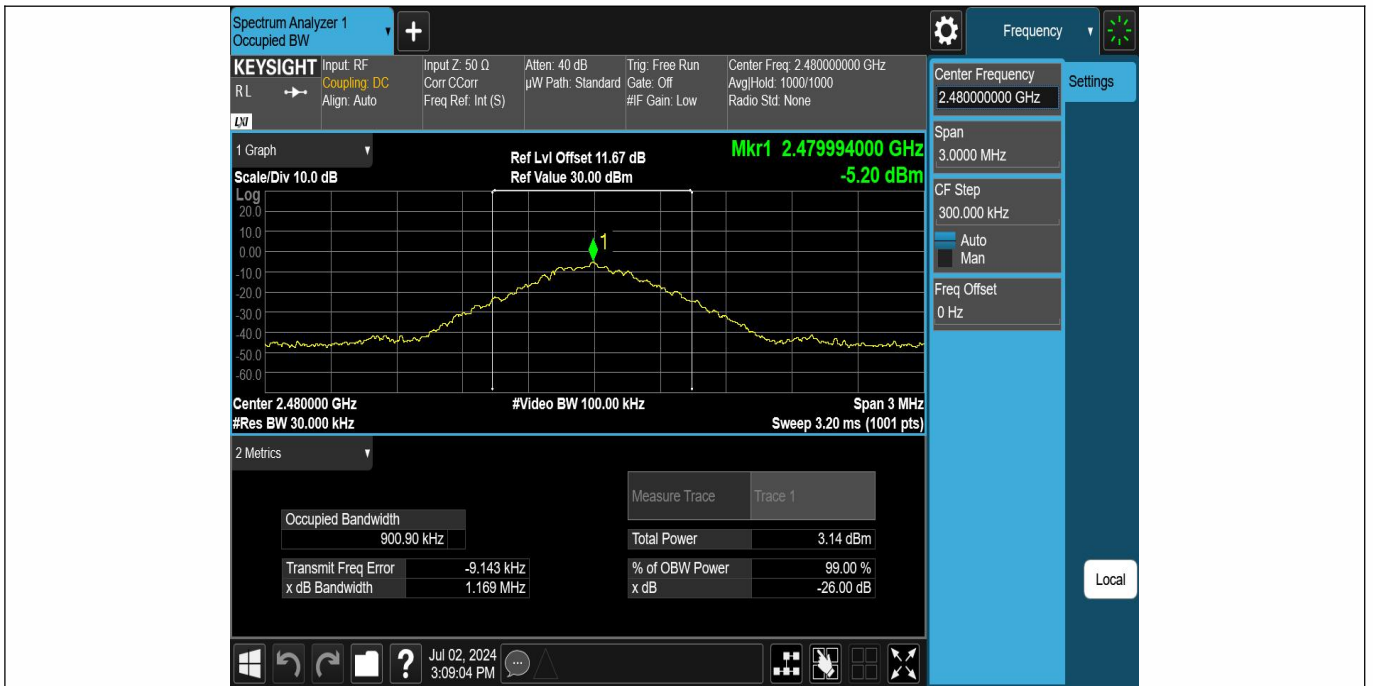 Spectrum Analyzer 1
Occupied BW
+
Frequency
KEYSIGHT
RL
LXI
Input: RF
Coupling: DC
Align: Auto
Input Z: 50 Ω
Corr CCorr
Freq Ref: Int (S)
Atten: 40 dB
µW Path: Standard
Trig: Free Run
Gate: Off
#IF Gain: Low
Center Freq: 2.480000000 GHz
Avg|Hold: 1000/1000
Radio Std: None
Center Frequency
2.480000000 GHz
Settings
Span
3.0000 MHz
CF Step
300.000 kHz
Auto
Man
Freq Offset
0 Hz
Local
1 Graph
Scale/Div 10.0 dB
Ref Lvl Offset 11.67 dB
Ref Value 30.00 dBm
Mkr1 2.479994000 GHz
-5.20 dBm
Log
20.0
10.0
0.00
-10.0
-20.0
-30.0
-40.0
-50.0
-60.0
1
Center 2.480000 GHz
#Video BW 100.00 kHz
Span 3 MHz
#Res BW 30.000 kHz
Sweep 3.20 ms (1001 pts)
2 Metrics
Measure Trace Trace 1
Occupied Bandwidth
900.90 kHz
Total Power 3.14 dBm
Transmit Freq Error -9.143 kHz
% of OBW Power 99.00 %
x dB Bandwidth 1.169 MHz
x dB -26.00 dB
?
Jul 02, 2024
3:09:04 PM